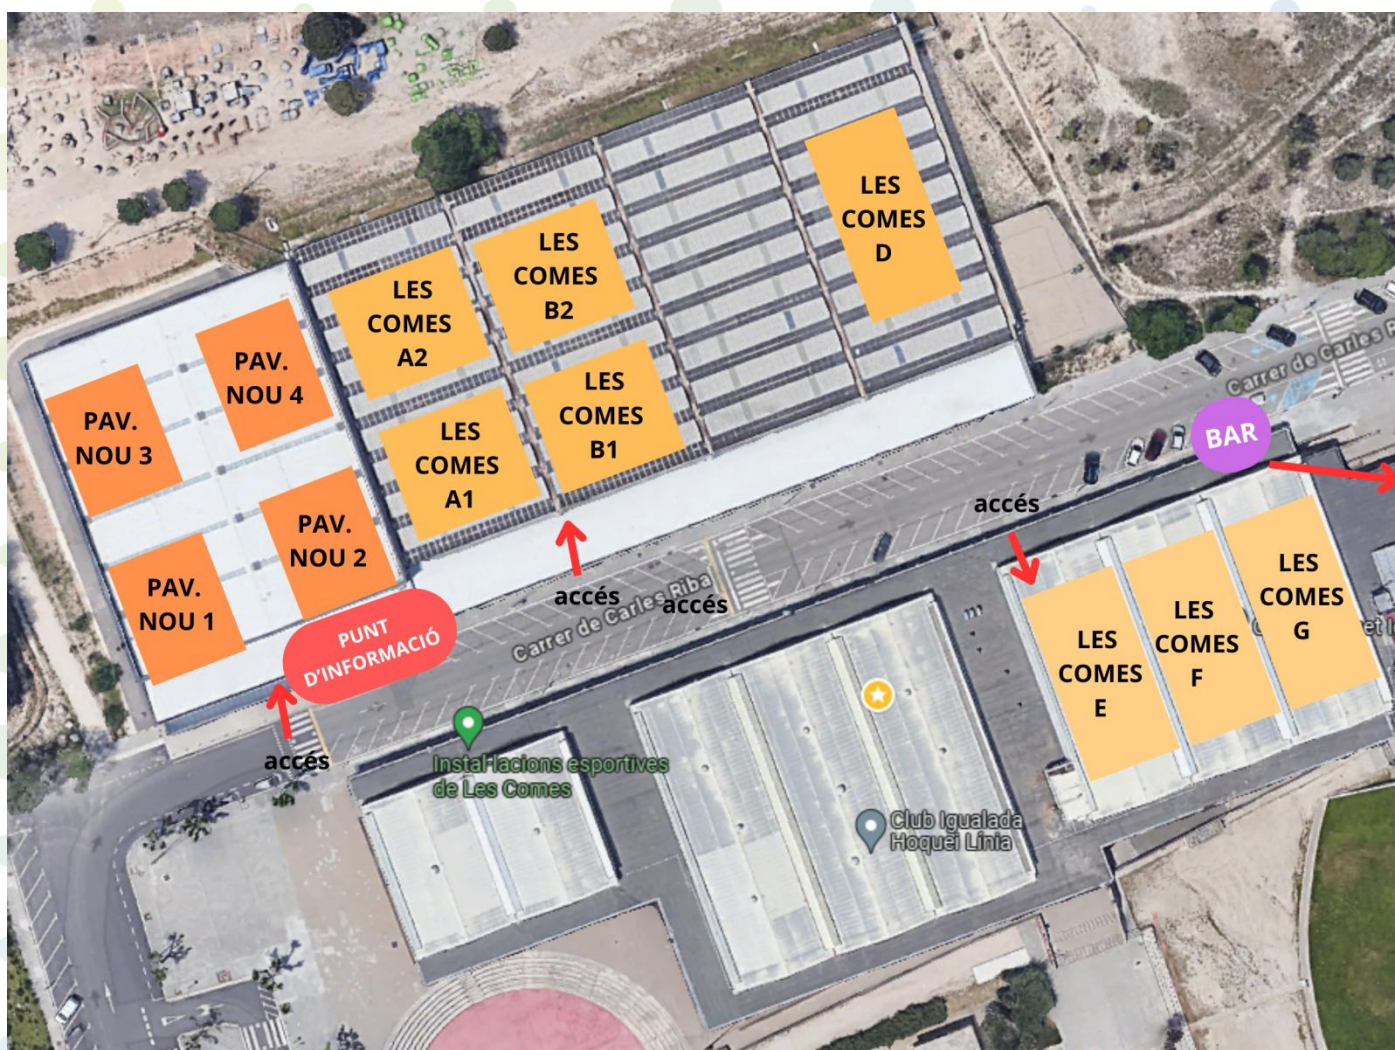 LES
COMES
D
LES
COMES
B2
LES
COMES
A2
PAV.
NOU 4
PAV.
NOU 3
LES
COMES
B1
LES
COMES
A1
PAV.
NOU 2
PAV.
NOU 1
Carrer de Carles
BAR
accés
accés
accés
Carrer de Carles Riba
PUNT
D'INFORMACIÓ
accés
LES
COMES
G
LES
COMES
F
LES
COMES
E
Instal·lacions esportives
de Les Comes
Club Igualada
Hoquei Línia